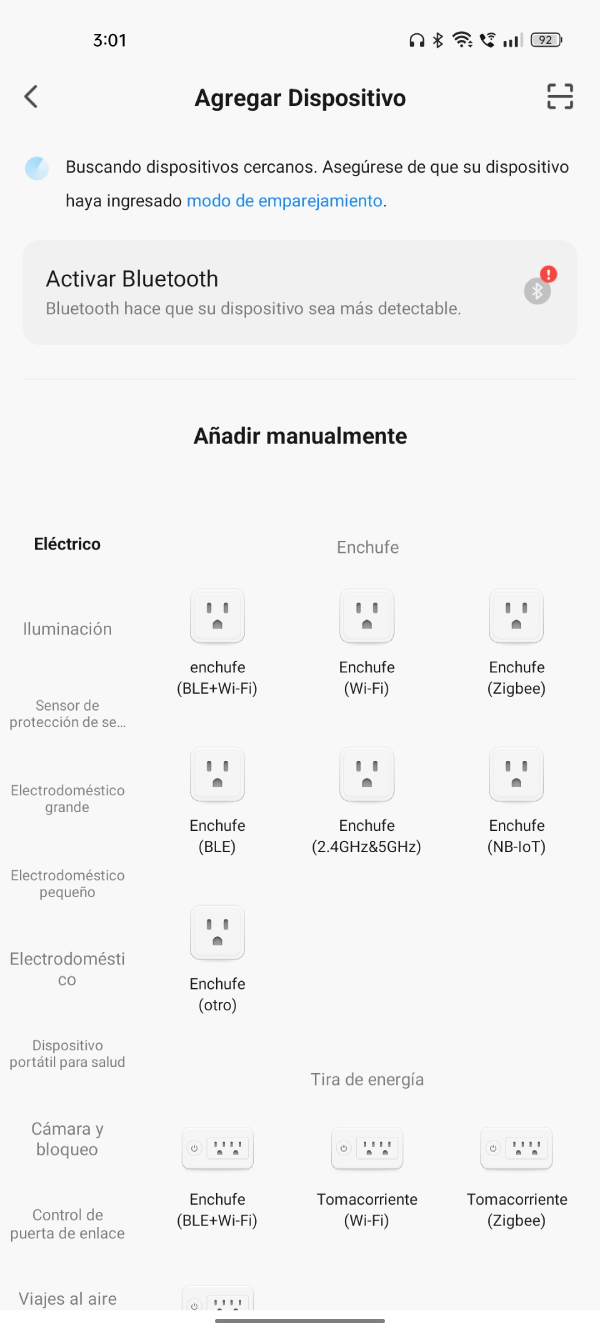 3:01
92
Agregar Dispositivo
Buscando dispositivos cercanos. Asegúrese de que su dispositivo
haya ingresado modo de emparejamiento.
Activar Bluetooth
Bluetooth hace que su dispositivo sea más detectable.
Añadir manualmente
Eléctrico
Iluminación
Sensor de
protección de se...
Electrodoméstico
grande
Electrodoméstico
pequeño
Electrodomésti
co
Dispositivo
portátil para salud
Cámara y
bloqueo
Control de
puerta de enlace
Viajes al aire
Enchufe
enchufe
(BLE+Wi-Fi)
Enchufe
(Wi-Fi)
Enchufe
(Zigbee)
Enchufe
(BLE)
Enchufe
(2.4GHz&5GHz)
Enchufe
(NB-IoT)
Enchufe
(otro)
Tira de energía
Enchufe
(BLE+Wi-Fi)
Tomacorriente
(Wi-Fi)
Tomacorriente
(Zigbee)